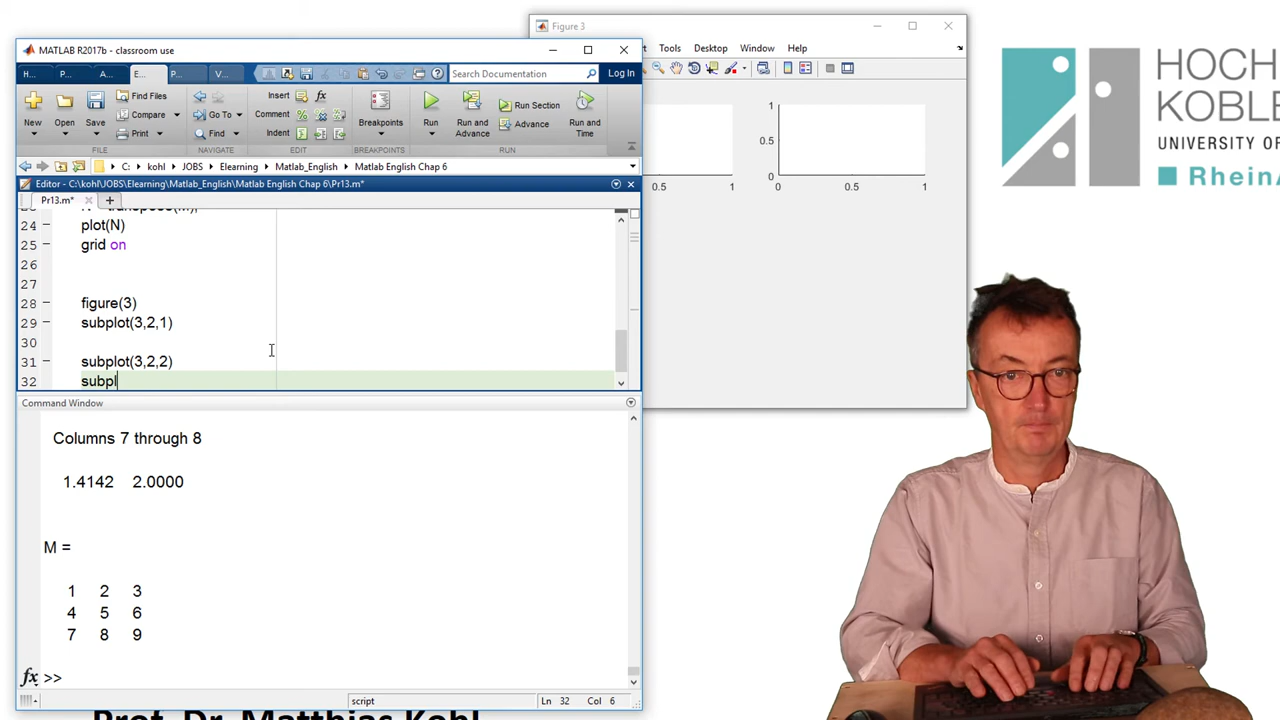 Figure 3
Tools Desktop Window Help
MATLAB R2017b - classroom use
H... P... A... E... P... V...
Search Documentation
Log In
New Open Save
Find Files
Compare
Print
FILE
Go To
Find
NAVIGATE
Insert fx
Comment
Indent
EDIT
Breakpoints
BREAKPOINTS
Run
Run and Advance
Run Section
Advance
Run and Time
RUN
C: kohl JOBS Elearning Matlab_English Matlab English Chap 6
Editor - C:\kohl\JOBS\Elearning\Matlab_English\Matlab English Chap 6\Pr13.m*
Pr13.m*
24 – plot(N)
25 – grid on
26
27
28 – figure(3)
29 – subplot(3,2,1)
30
31 – subplot(3,2,2)
32 – subpl
Command Window
Columns 7 through 8
1.4142 2.0000
M =
1 2 3
4 5 6
7 8 9
fx >>
script
Ln 32 Col 6
0.5 1
1
0.5
0
0 0.5 1
HOCH
KOBLE
UNIVERSITY OF
RheinA
Prof. Dr. Matthias Kohl